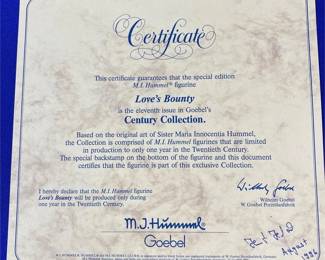 Certificate
This certificate guarantees that the special edition
M.I. Hummel® figurine
Love's Bounty
is the eleventh issue in Goebel's
Century Collection.
Based on the original art of Sister Maria Innocentia Hummel,
the Collection is comprised of M.I. Hummel figurines that are limited
in production to only one year in the Twentieth Century.
The special backstamp on the bottom of the figurine and this document
certifies that the figurine is part of this exclusive Collection.
I hereby declare that the M.I. Hummel figurine
Love's Bounty will be produced only during
one year in the Twentieth Century.
Wilhelm Goebel
W. Goebel Porzellanfabrik
M.I.Hummel®
Goebel
August
1996